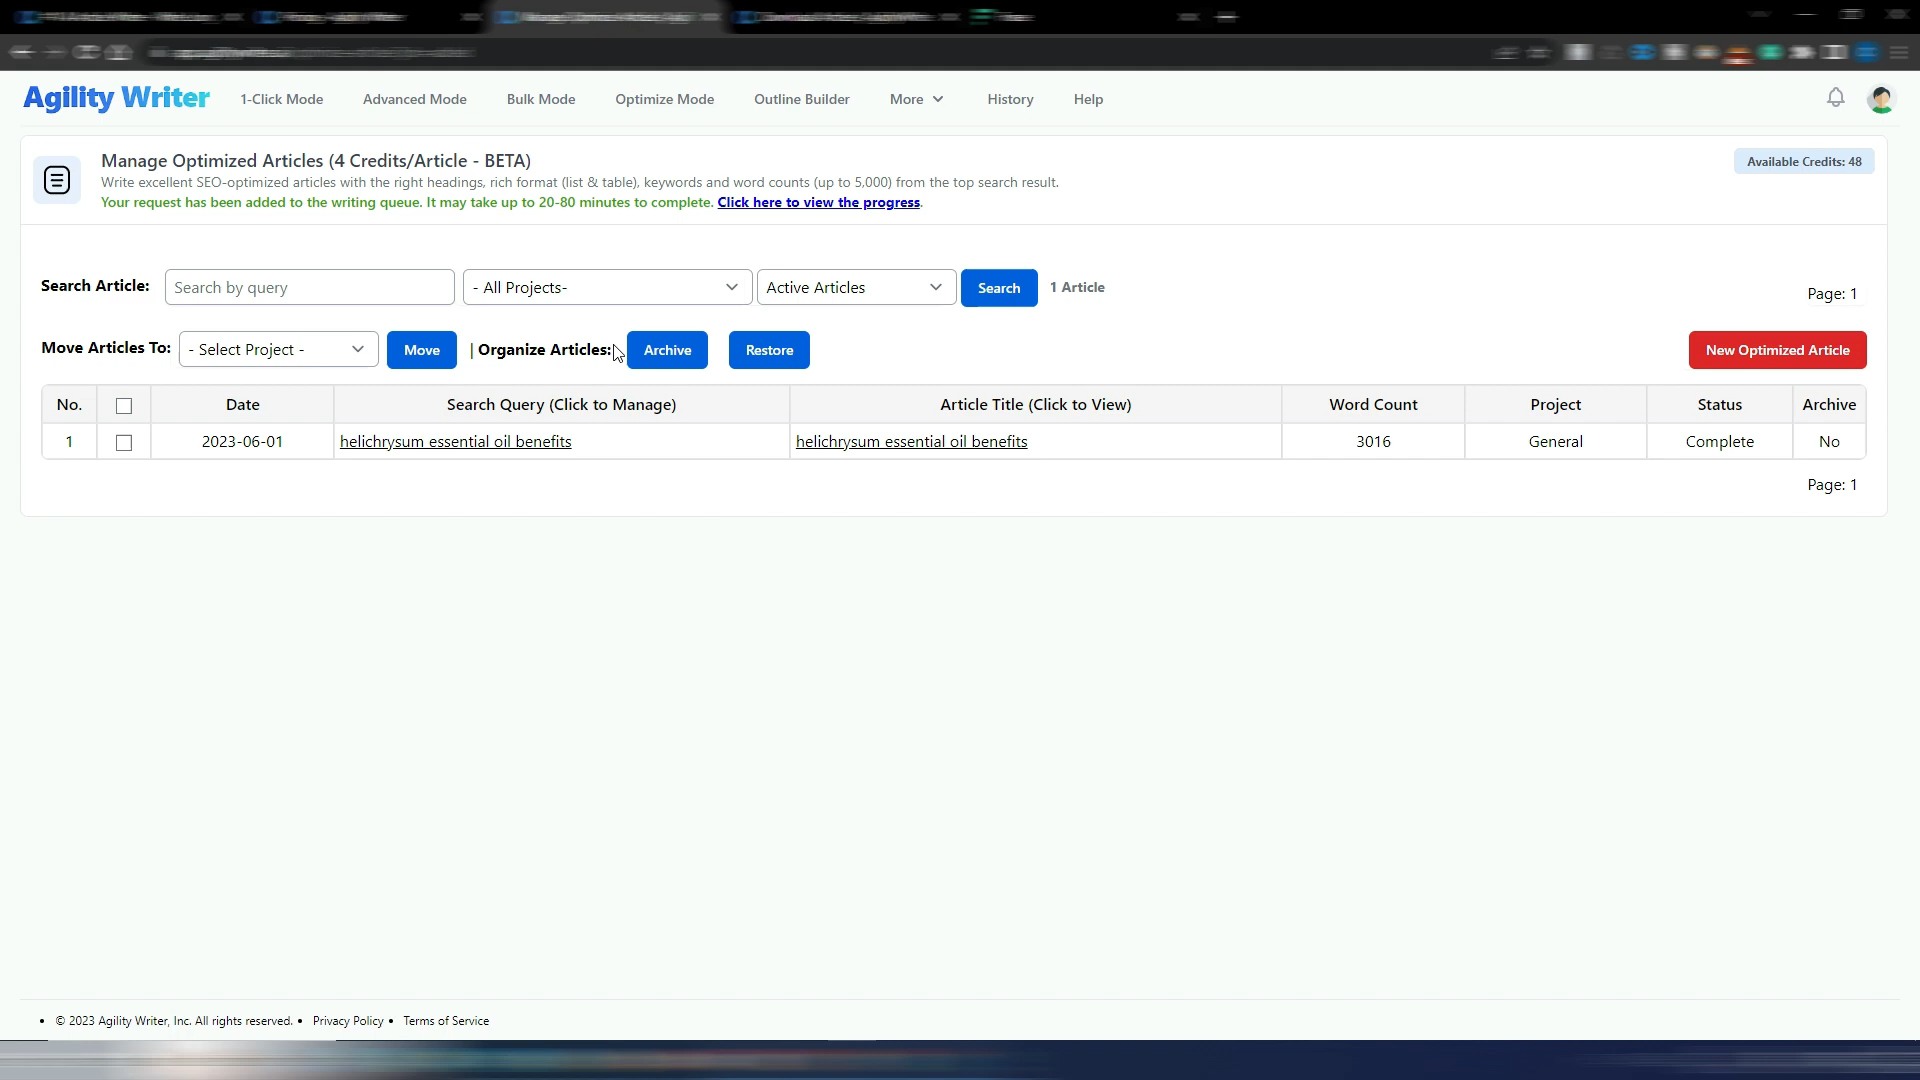 Agility Writer
1-Click Mode
Advanced Mode
Bulk Mode
Optimize Mode
Outline Builder
More
History
Help
Manage Optimized Articles (4 Credits/Article - BETA)
Available Credits: 48
Write excellent SEO-optimized articles with the right headings, rich format (list & table), keywords and word counts (up to 5,000) from the top search result.
Your request has been added to the writing queue. It may take up to 20-80 minutes to complete. Click here to view the progress.
Search Article:
Search by query
- All Projects-
Active Articles
Search
1 Article
Page: 1
Move Articles To:
- Select Project -
Move
| Organize Articles:
Archive
Restore
New Optimized Article
No.
Date
Search Query (Click to Manage)
Article Title (Click to View)
Word Count
Project
Status
Archive
1
2023-06-01
helichrysum essential oil benefits
helichrysum essential oil benefits
3016
General
Complete
No
Page: 1
• © 2023 Agility Writer, Inc. All rights reserved. • Privacy Policy • Terms of Service